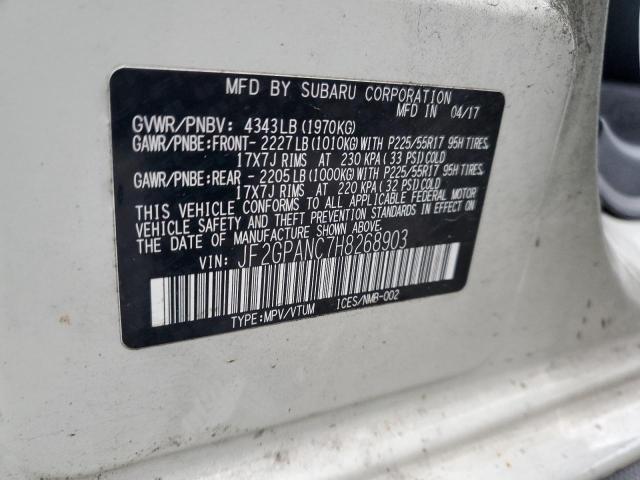 MFD BY SUBARU CORPORATION
MFD IN 04/17
GVWR/PNBV: 4343LB (1970KG)
GAWR/PNBE:FRONT- 2227LB (1010KG) WITH P225/55R17 95H TIRES,
17X7J RIMS AT 230 KPA (33 PSI) COLD
GAWR/PNBE:REAR - 2205LB (1000KG) WITH P225/55R17 95H TIRES,
17X7J RIMS AT 220 KPA (32 PSI) COLD
THIS VEHICLE CONFORMS TO ALL APPLICABLE FEDERAL MOTOR
VEHICLE SAFETY AND THEFT PREVENTION STANDARDS IN EFFECT ON
THE DATE OF MANUFACTURE SHOWN ABOVE.
VIN: JF2GPANC7H8268903
TYPE:MPV/VTUM ICES/NMB-002